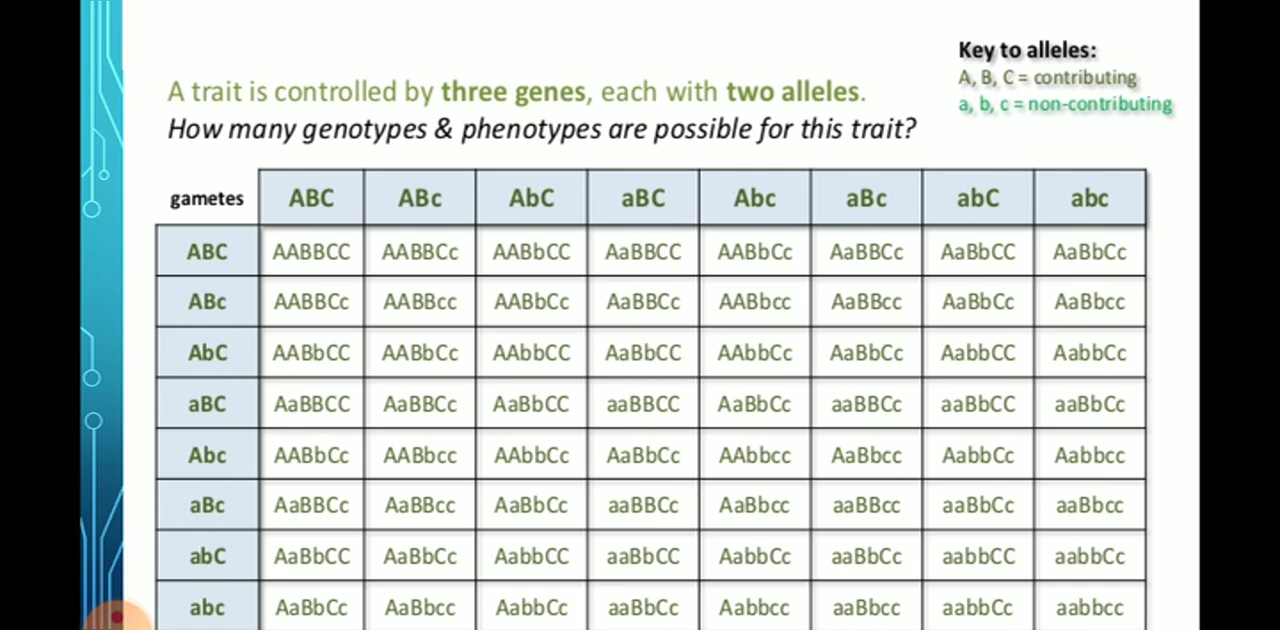 Key to alleles:
A, B, C = contributing
a, b, c = non-contributing
A trait is controlled by three genes, each with two alleles.
How many genotypes & phenotypes are possible for this trait?
gametes ABC ABc AbC aBC Abc aBc abC abc
ABC AABBCC AABBCc AABbCC AaBBCC AABbCc AaBBCc AaBbCC AaBbCc
ABc AABBCc AABBcc AABbCc AaBBCc AABbcc AaBBcc AaBbCc AaBbcc
AbC AABbCC AABbCc AAbbCC AaBbCC AAbbCc AaBbCc AabbCC AabbCc
aBC AaBBCC AaBBCc AaBbCC aaBBCC AaBbCc aaBBCc aaBbCC aaBbCc
Abc AABbCc AABbcc AAbbCc AaBbCc AAbbcc AaBbcc AabbCc Aabbcc
aBc AaBBCc AaBBcc AaBbCc aaBBCc AaBbcc aaBBcc aaBbCc aaBbcc
abC AaBbCC AaBbCc AabbCC aaBbCC AabbCc aaBbCc aabbCC aabbCc
abc AaBbCc AaBbcc AabbCc aaBbCc Aabbcc aaBbcc aabbCc aabbcc